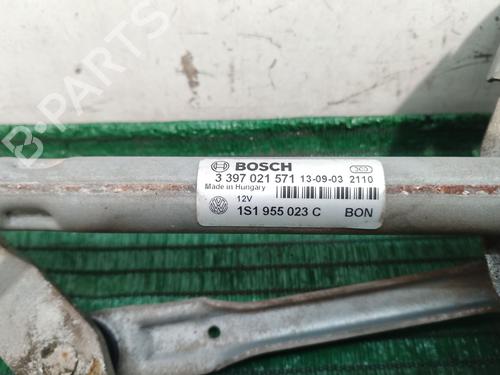 B-PARTS
BOSCH
3 397 021 571 13-09-03 2110
Made in Hungary
12V
1S1 955 023 C BON